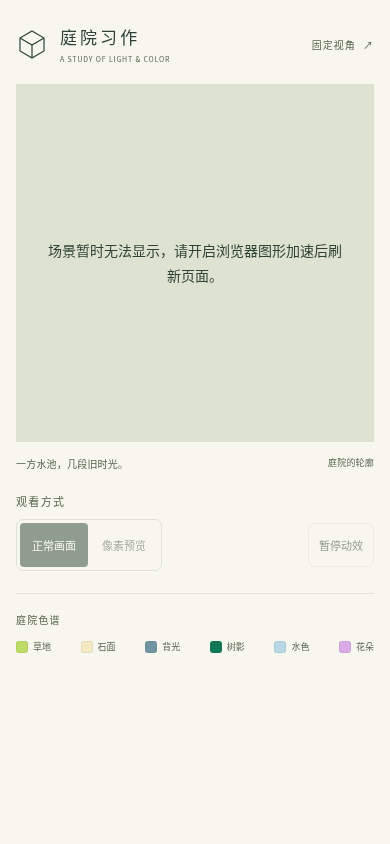 庭院习作
A STUDY OF LIGHT & COLOR
固定视角 ↗
场景暂时无法显示，请开启浏览器图形加速后刷
新页面。
一方水池，几段旧时光。
庭院的轮廓
观看方式
正常画面
像素预览
暂停动效
庭院色谱
草地
石面
背光
树影
水色
花朵